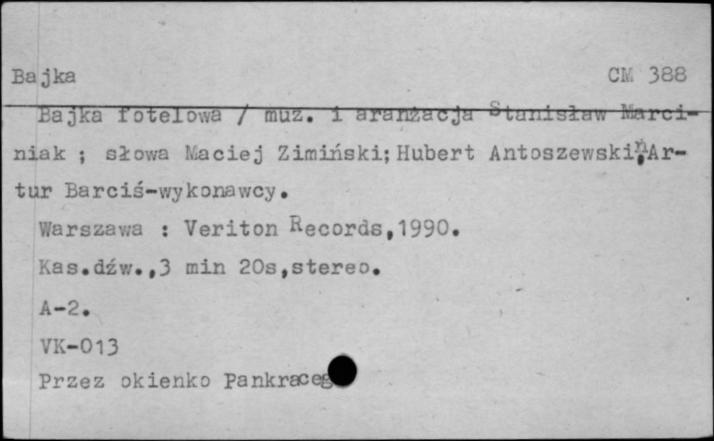 Bajka CM 388
Bajka fotelowa / muz. i aranżacja Stanisław Marci-
niak ; słowa Maciej Zimiński; Hubert Antoszewski, Ar-
tur Barciś-wykonawcy.
Warszawa : Veriton Records,1990.
Kas.dźw.,3 min 20s,stereo.
A-2.
VK-013
Przez okienko